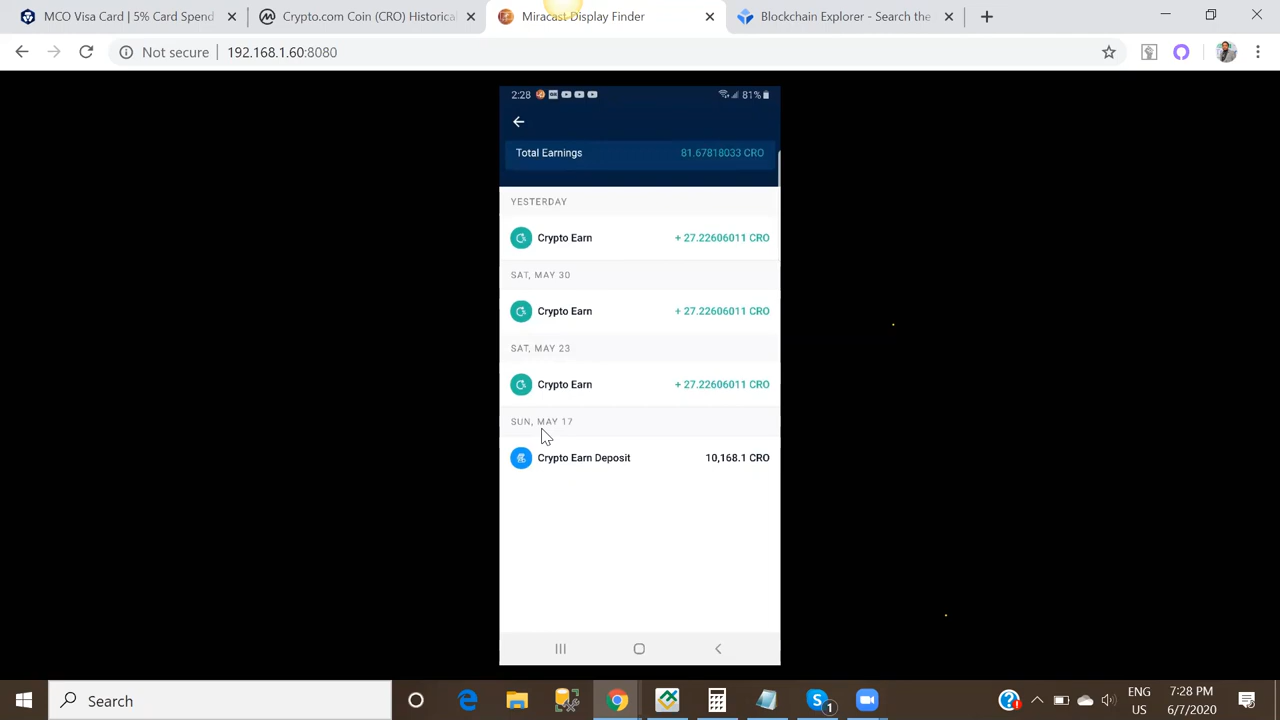 MCO Visa Card | 5% Card Spend
Crypto.com Coin (CRO) Historical
Miracast Display Finder
Blockchain Explorer - Search the
Not secure
192.168.1.60:8080
2:28
81%
Total Earnings
81.67818033 CRO
YESTERDAY
Crypto Earn
+ 27.22606011 CRO
SAT, MAY 30
Crypto Earn
+ 27.22606011 CRO
SAT, MAY 23
Crypto Earn
+ 27.22606011 CRO
SUN, MAY 17
Crypto Earn Deposit
10,168.1 CRO
Search
1
ENG
US
7:28 PM
6/7/2020